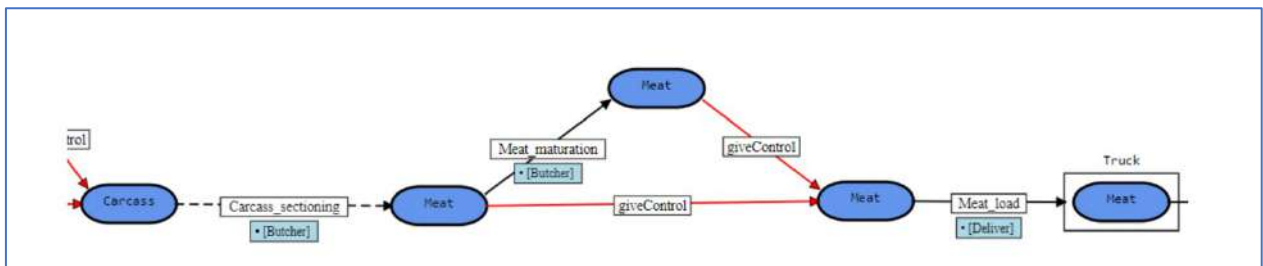 trol
Carcass
Carcass_sectioning
• [Butcher]
Meat
Meat_maturation
• [Butcher]
Meat
giveControl
giveControl
Meat
Meat_load
• [Deliver]
Truck
Meat